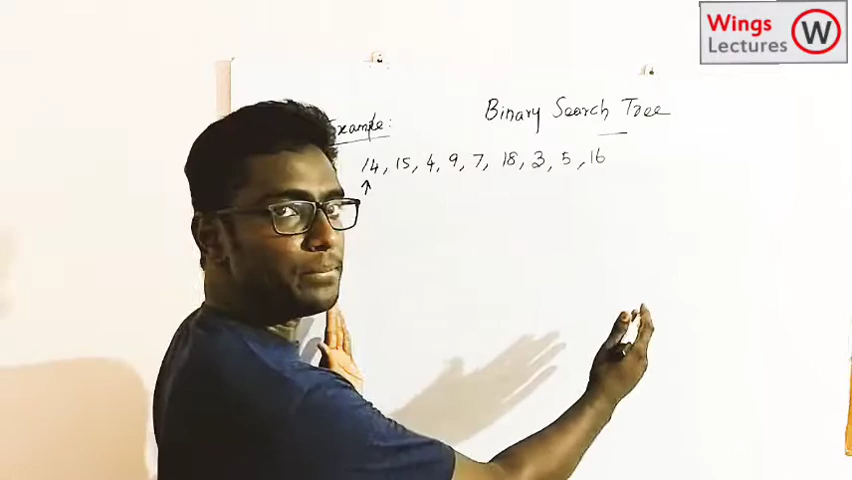 Wings
Lectures
W
Binary Search Tree
Example:
14, 15, 4, 9, 7, 18, 3, 5, 16